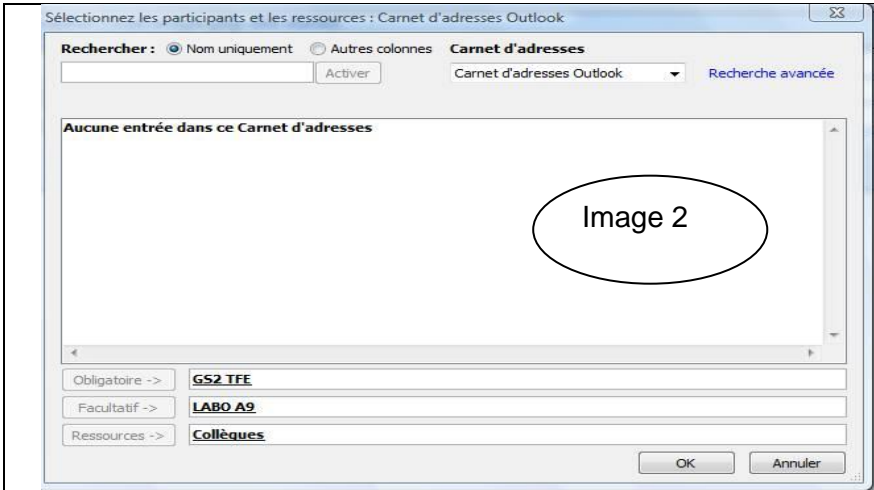 Sélectionnez les participants et les ressources : Carnet d'adresses Outlook
Rechercher : Nom uniquement Autres colonnes Carnet d'adresses
Activer Carnet d'adresses Outlook Recherche avancée
Aucune entrée dans ce Carnet d'adresses
Image 2
Obligatoire -> GS2 TFE
Facultatif -> LABO A9
Ressources -> Collègues
OK Annuler